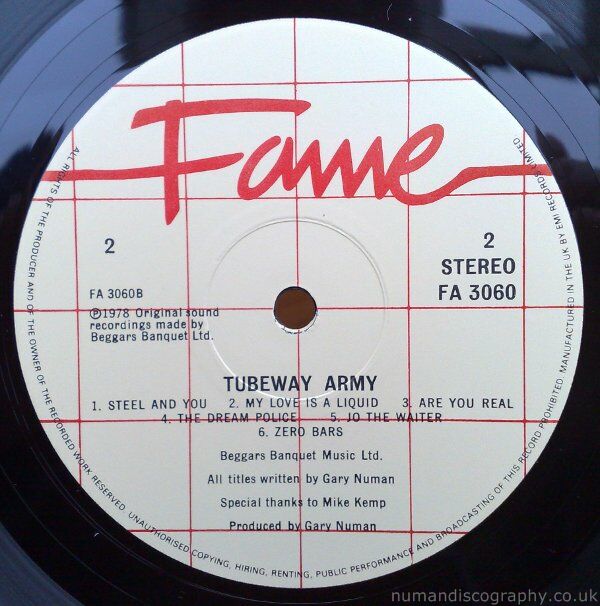 Fame
2
2
STEREO
FA 3060
FA 3060B
℗1978 Original sound
recordings made by
Beggars Banquet Ltd.
TUBEWAY ARMY
1. STEEL AND YOU 2. MY LOVE IS A LIQUID 3. ARE YOU REAL
4. THE DREAM POLICE 5. JO THE WAITER
6. ZERO BARS
Beggars Banquet Music Ltd.
All titles written by Gary Numan
Special thanks to Mike Kemp
Produced by Gary Numan
ALL RIGHTS OF THE PRODUCER AND OF THE OWNER OF THE RECORDED WORK RESERVED. UNAUTHORISED COPYING, HIRING, RENTING, PUBLIC PERFORMANCE AND BROADCASTING OF THIS RECORD PROHIBITED. MANUFACTURED IN THE UK BY EMI RECORDS LIMITED
numandiscography.co.uk